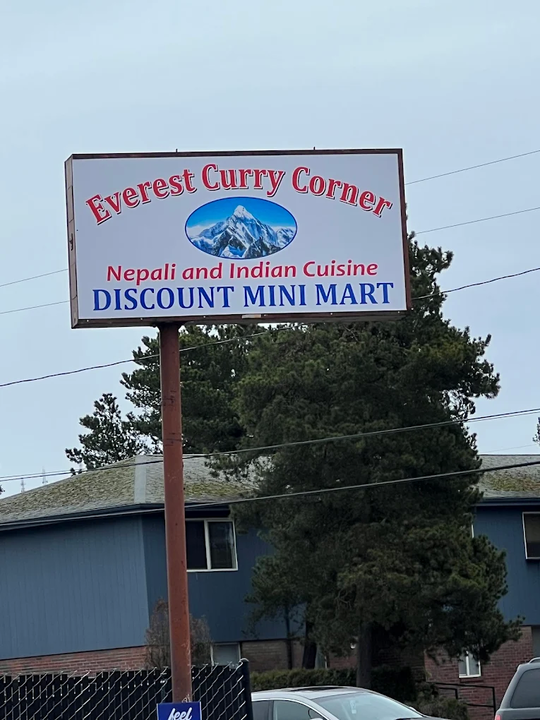 Everest Curry Corner
Nepali and Indian Cuisine
DISCOUNT MINI MART
feel